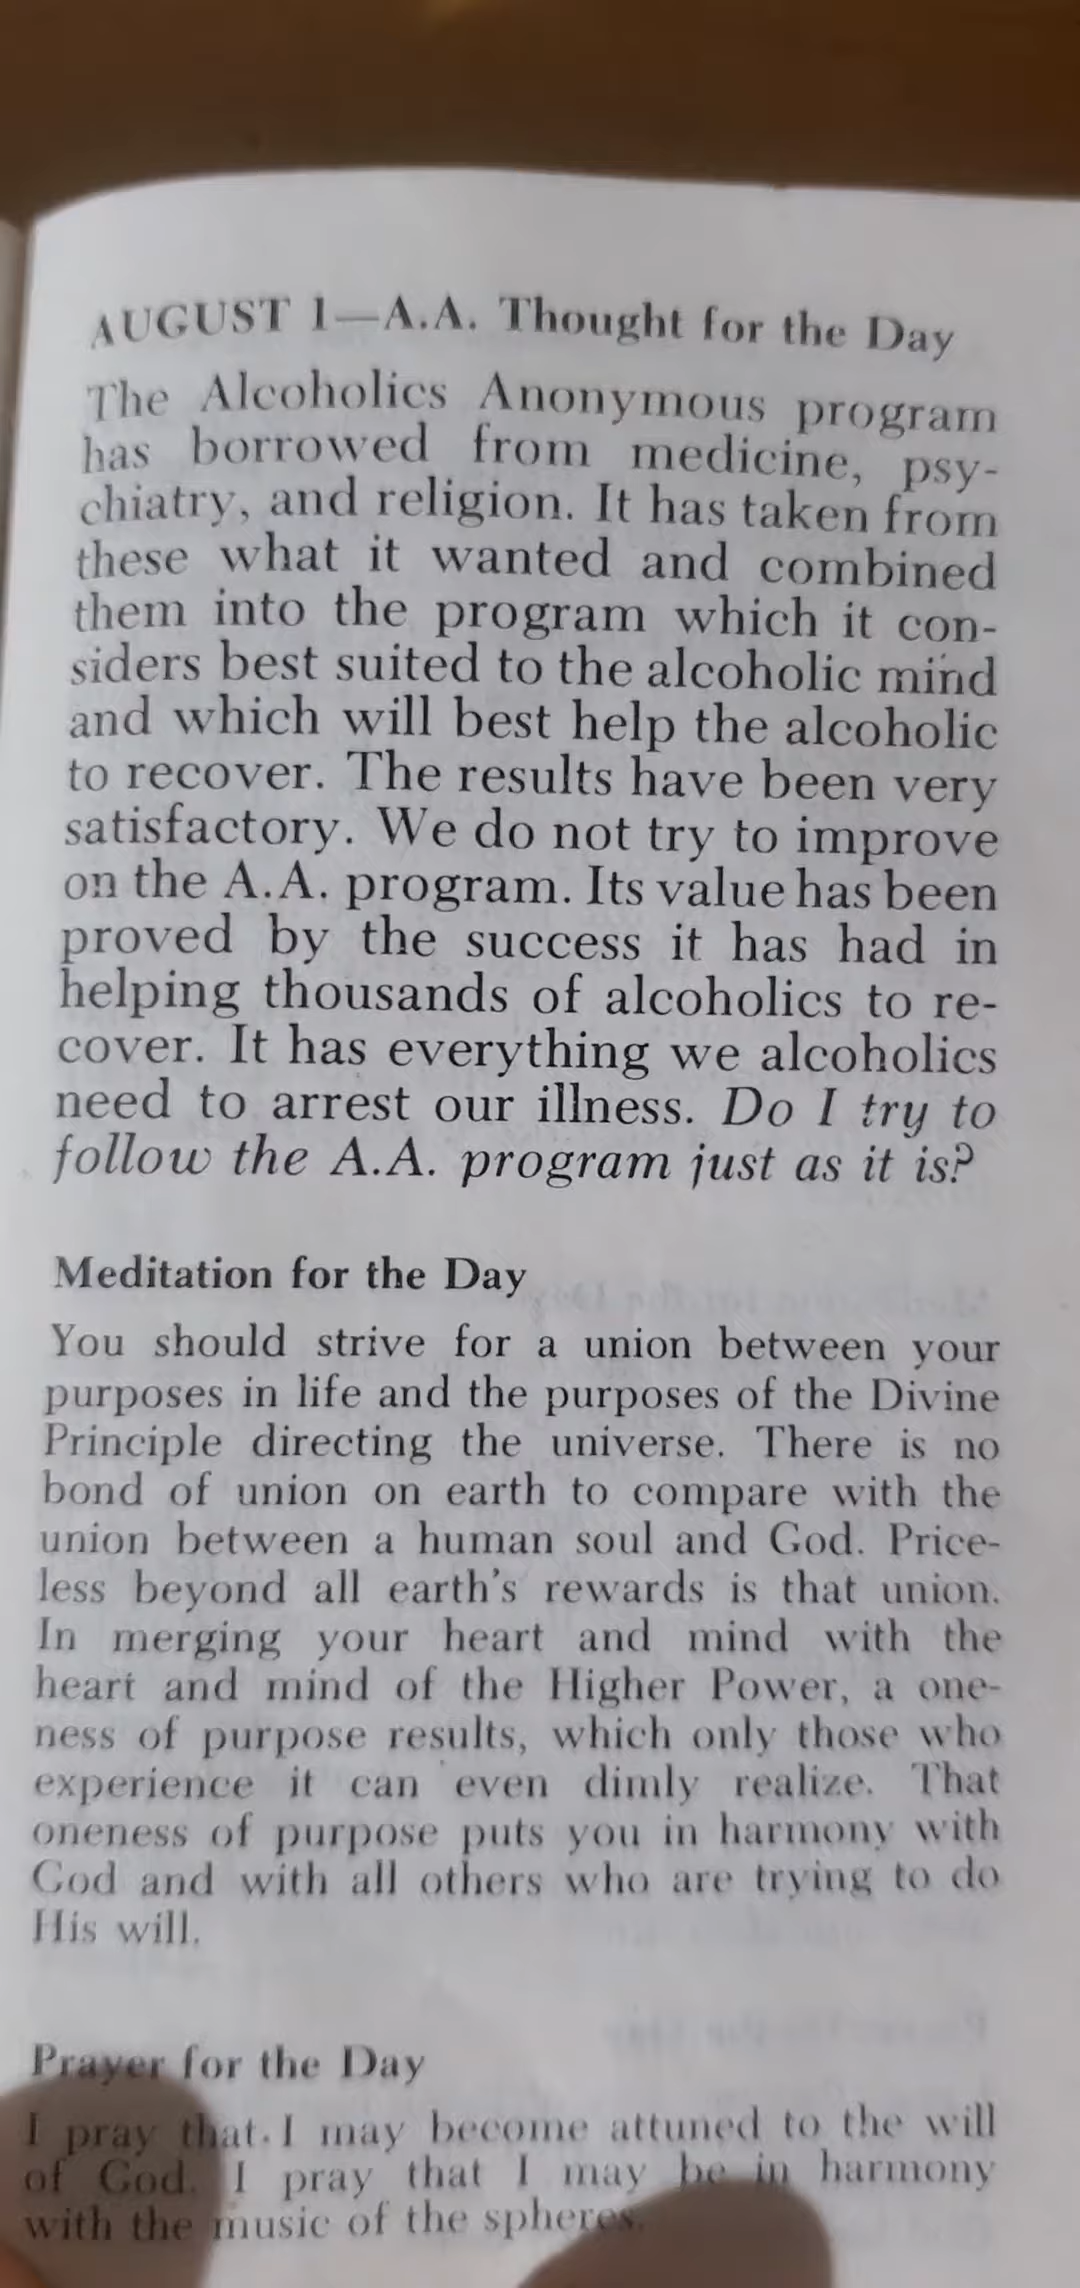 AUGUST 1—A.A. Thought for the Day
The Alcoholics Anonymous program
has borrowed from medicine, psy-
chiatry, and religion. It has taken from
these what it wanted and combined
them into the program which it con-
siders best suited to the alcoholic mind
and which will best help the alcoholic
to recover. The results have been very
satisfactory. We do not try to improve
on the A.A. program. Its value has been
proved by the success it has had in
helping thousands of alcoholics to re-
cover. It has everything we alcoholics
need to arrest our illness. Do I try to
follow the A.A. program just as it is?
Meditation for the Day
You should strive for a union between your
purposes in life and the purposes of the Divine
Principle directing the universe. There is no
bond of union on earth to compare with the
union between a human soul and God. Price-
less beyond all earth's rewards is that union.
In merging your heart and mind with the
heart and mind of the Higher Power, a one-
ness of purpose results, which only those who
experience it can even dimly realize. That
oneness of purpose puts you in harmony with
God and with all others who are trying to do
His will.
Prayer for the Day
I pray that I may become attuned to the will
of God. I pray that I may be in harmony
with the music of the spheres.